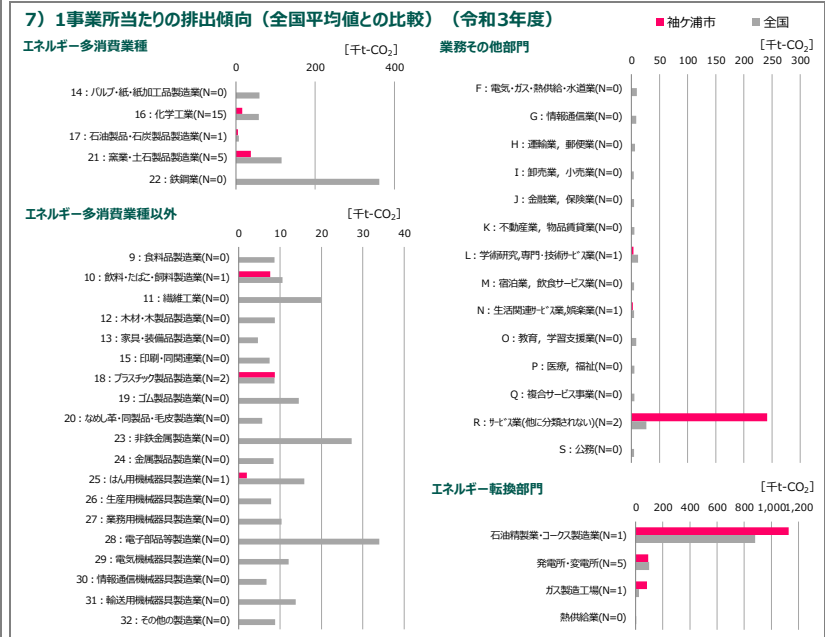 7）1事業所当たりの排出傾向（全国平均値との比較）（令和3年度）
■袖ケ浦市　■全国
エネルギー多消費業種
［千t-CO₂］
0 200 400
14：パルプ・紙・紙加工品製造業(N=0)
16：化学工業(N=15)
17：石油製品・石炭製品製造業(N=1)
21：窯業・土石製品製造業(N=5)
22：鉄鋼業(N=0)
エネルギー多消費業種以外
［千t-CO₂］
0 10 20 30 40
9：食料品製造業(N=0)
10：飲料・たばこ・飼料製造業(N=1)
11：繊維工業(N=0)
12：木材・木製品製造業(N=0)
13：家具・装備品製造業(N=0)
15：印刷・同関連業(N=0)
18：プラスチック製品製造業(N=2)
19：ゴム製品製造業(N=0)
20：なめし革・同製品・毛皮製造業(N=0)
23：非鉄金属製造業(N=0)
24：金属製品製造業(N=0)
25：はん用機械器具製造業(N=1)
26：生産用機械器具製造業(N=0)
27：業務用機械器具製造業(N=0)
28：電子部品等製造業(N=0)
29：電気機械器具製造業(N=0)
30：情報通信機械器具製造業(N=0)
31：輸送用機械器具製造業(N=0)
32：その他の製造業(N=0)
業務その他部門
［千t-CO₂］
0 50 100 150 200 250 300
F：電気・ガス・熱供給・水道業(N=0)
G：情報通信業(N=0)
H：運輸業，郵便業(N=0)
I：卸売業，小売業(N=0)
J：金融業，保険業(N=0)
K：不動産業，物品賃貸業(N=0)
L：学術研究,専門・技術サービス業(N=1)
M：宿泊業，飲食サービス業(N=0)
N：生活関連サービス業,娯楽業(N=1)
O：教育，学習支援業(N=0)
P：医療，福祉(N=0)
Q：複合サービス事業(N=0)
R：サービス業(他に分類されない)(N=2)
S：公務(N=0)
エネルギー転換部門
［千t-CO₂］
0 200 400 600 800 1,000 1,200
石油精製業・コークス製造業(N=1)
発電所・変電所(N=5)
ガス製造工場(N=1)
熱供給業(N=0)